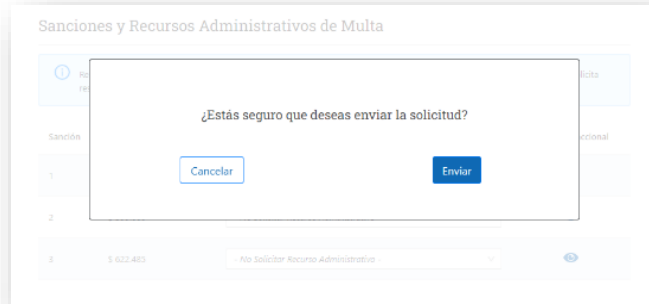 Sanciones y Recursos Administrativos de Multa
¿Estás seguro que deseas enviar la solicitud?
Sanción
Cancelar
Enviar
1
2
3 $ 622.485 - No Solicitar Recurso Administrativo -